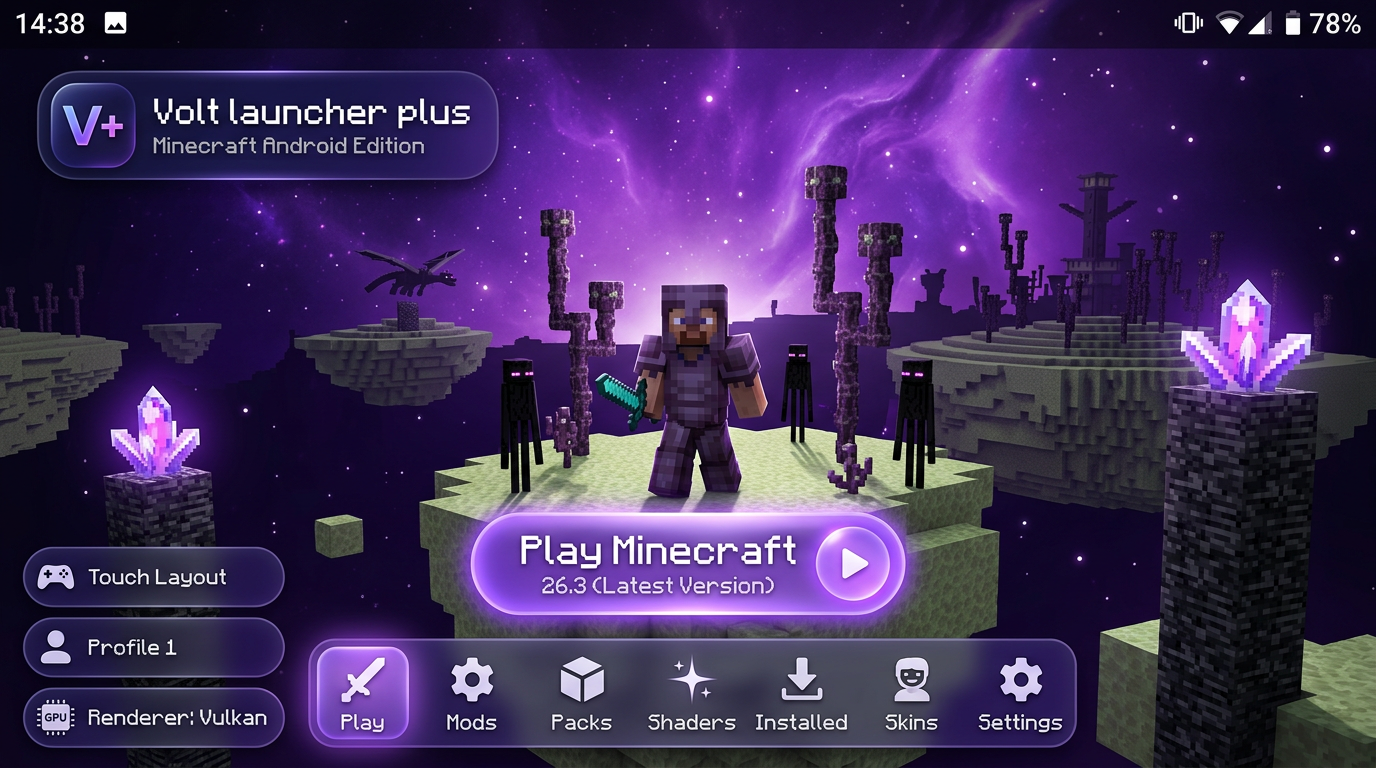 14:38
78%
V+
Volt launcher plus
Minecraft Android Edition
Play Minecraft
26.3 (Latest Version)
Touch Layout
Profile 1
GPU
Renderer: Vulkan
Play
Mods
Packs
Shaders
Installed
Skins
Settings